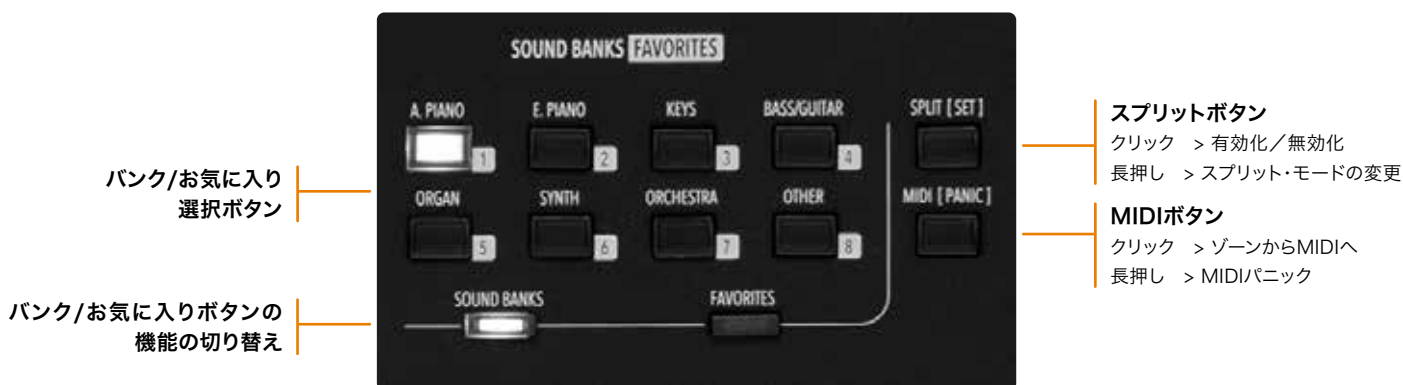 SOUND BANKS FAVORITES
A. PIANO E. PIANO KEYS BASS/GUITAR SPLIT [ SET ]
1 2 3 4
ORGAN SYNTH ORCHESTRA OTHER MIDI [ PANIC ]
5 6 7 8
SOUND BANKS FAVORITES
バンク/お気に入り
選択ボタン
バンク/お気に入りボタンの
機能の切り替え
スプリットボタン
クリック > 有効化／無効化
長押し > スプリット・モードの変更
MIDIボタン
クリック > ゾーンからMIDIへ
長押し > MIDIパニック